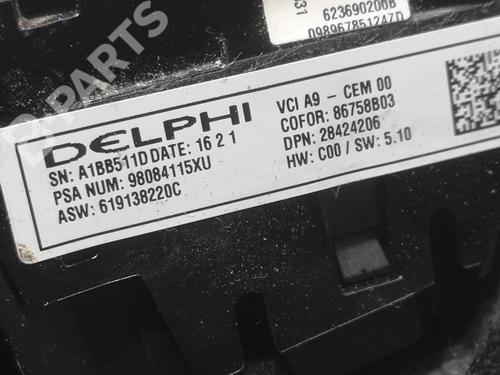 31
623690200B
D98967851247D
B-PARTS
DELPHI
SN: A1BB511D DATE: 16 2 1
PSA NUM: 98084115XU
ASW: 619138220C
VCI A9 - CEM 00
COFOR: 86758B03
DPN: 28424206
HW: C00 / SW: 5.10